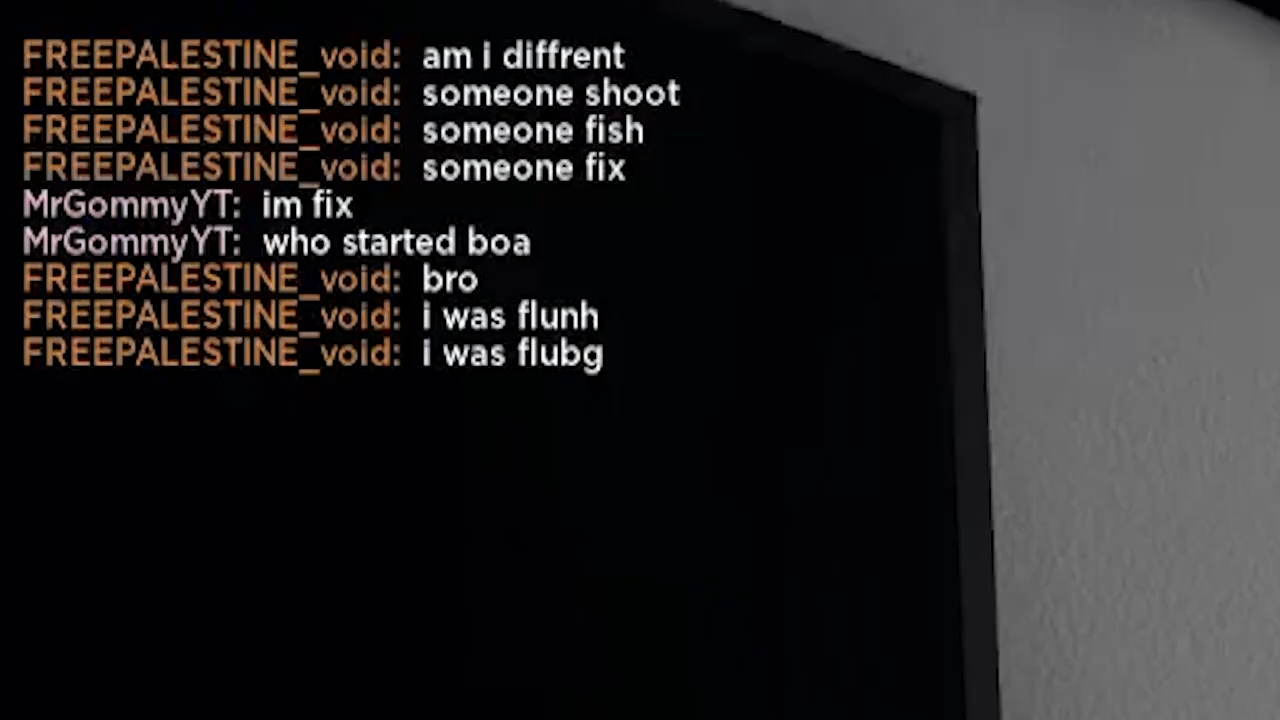 FREEPALESTINE_void: am i diffrent
FREEPALESTINE_void: someone shoot
FREEPALESTINE_void: someone fish
FREEPALESTINE_void: someone fix
MrGommyYT: im fix
MrGommyYT: who started boa
FREEPALESTINE_void: bro
FREEPALESTINE_void: i was flunh
FREEPALESTINE_void: i was flubg